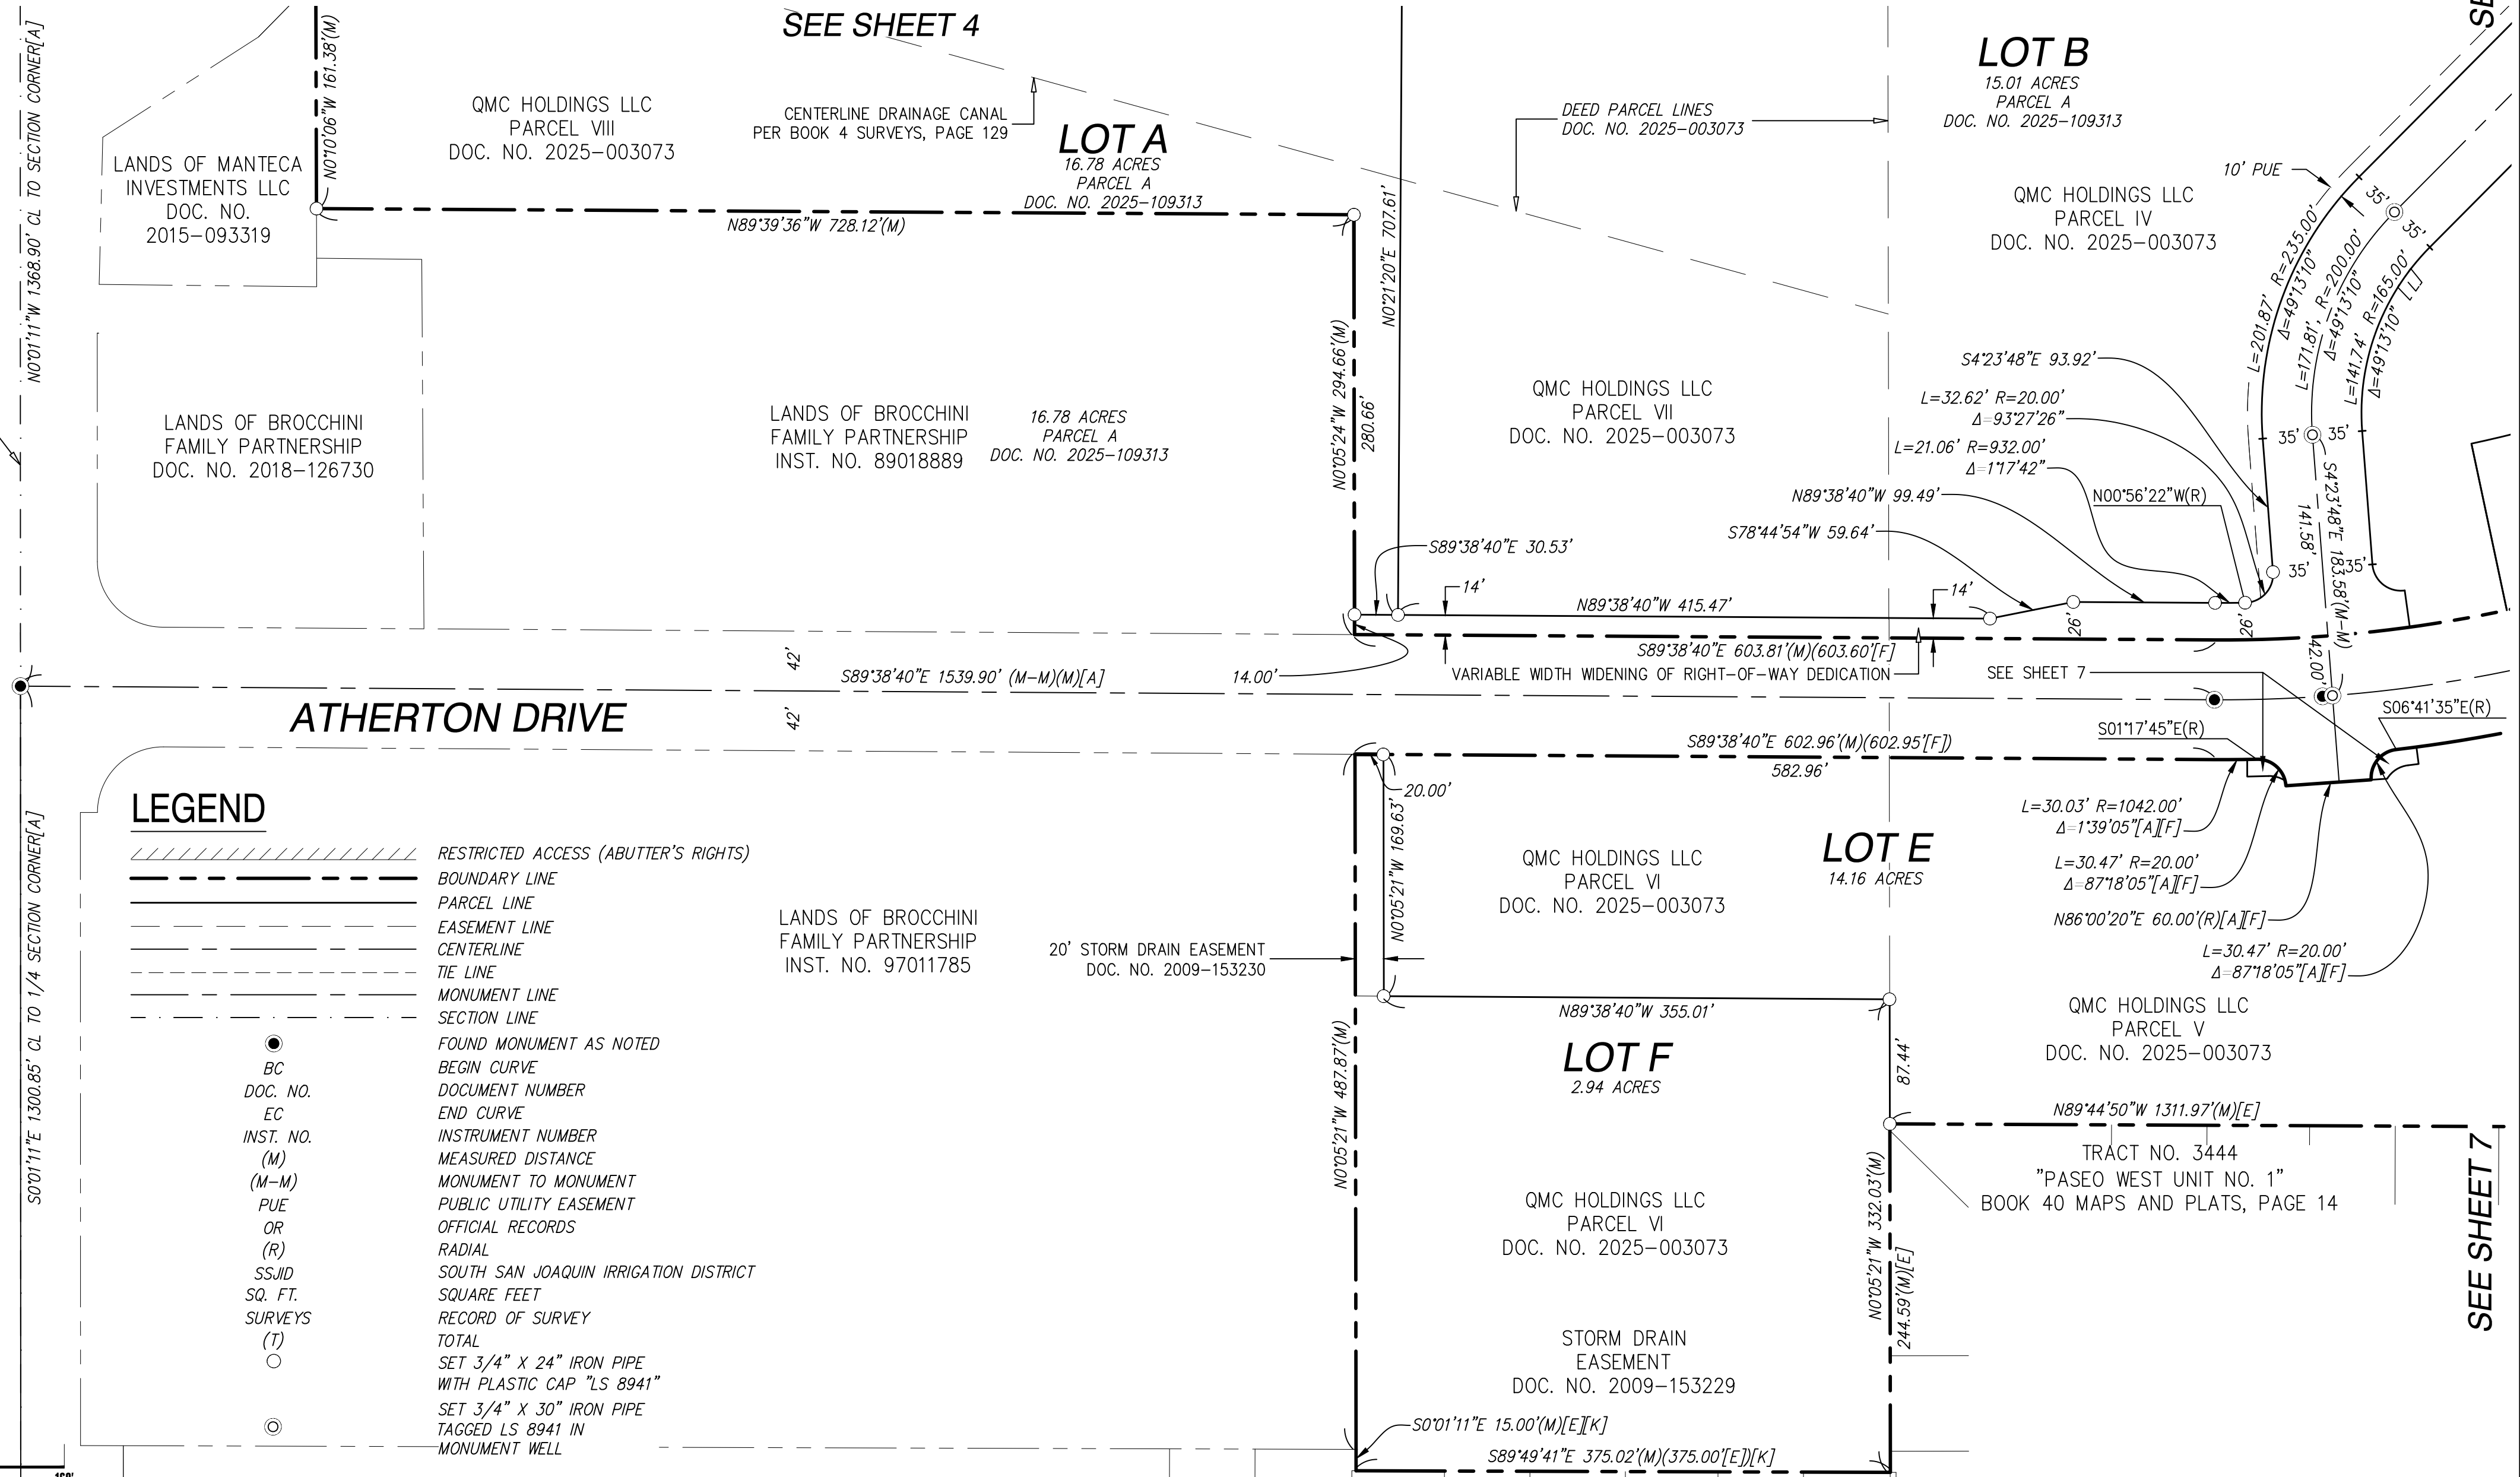 SEE SHEET 4
N0°01'11"W 1368.90' CL TO SECTION CORNER[A]
N0°10'06"W 161.38'(M)
QMC HOLDINGS LLC
PARCEL VIII
DOC. NO. 2025-003073
CENTERLINE DRAINAGE CANAL
PER BOOK 4 SURVEYS, PAGE 129
LOT A
16.78 ACRES
PARCEL A
DOC. NO. 2025-109313
DEED PARCEL LINES
DOC. NO. 2025-003073
LOT B
15.01 ACRES
PARCEL A
DOC. NO. 2025-109313
LANDS OF MANTECA
INVESTMENTS LLC
DOC. NO.
2015-093319
N89°39'36"W 728.12'(M)
N0°21'20"E 707.61'
10' PUE
QMC HOLDINGS LLC
PARCEL IV
DOC. NO. 2025-003073
35'
35'
L=201.87' R=235.00'
Δ=49°13'10"
L=171.81' R=200.00'
Δ=49°13'10"
L=141.74' R=165.00'
Δ=49°13'10"
[L]
LANDS OF BROCCHINI
FAMILY PARTNERSHIP
DOC. NO. 2018-126730
LANDS OF BROCCHINI
FAMILY PARTNERSHIP
INST. NO. 89018889
16.78 ACRES
PARCEL A
DOC. NO. 2025-109313
N0°05'24"W 294.66'(M)
280.66'
QMC HOLDINGS LLC
PARCEL VII
DOC. NO. 2025-003073
S4°23'48"E 93.92'
L=32.62' R=20.00'
Δ=93°27'26"
L=21.06' R=932.00'
Δ=1°17'42"
N89°38'40"W 99.49'
N00°56'22"W(R)
S78°44'54"W 59.64'
35'
35'
S4°23'48"E 183.58'(M-M)
141.58'
35'
35'
S89°38'40"E 30.53'
14'
N89°38'40"W 415.47'
14'
26'
26'
42.00'
S89°38'40"E 603.81'(M)(603.60'[F]
VARIABLE WIDTH WIDENING OF RIGHT-OF-WAY DEDICATION
SEE SHEET 7
42'
S89°38'40"E 1539.90' (M-M)(M)[A]
14.00'
ATHERTON DRIVE
42'
S06°41'35"E(R)
S01°17'45"E(R)
S89°38'40"E 602.96'(M)(602.95'[F])
582.96'
20.00'
N0°05'21"W 169.63'
L=30.03' R=1042.00'
Δ=1°39'05"[A][F]
L=30.47' R=20.00'
Δ=87°18'05"[A][F]
N86°00'20"E 60.00'(R)[A][F]
L=30.47' R=20.00'
Δ=87°18'05"[A][F]
S0°01'11"E 1300.85' CL TO 1/4 SECTION CORNER[A]
LEGEND
RESTRICTED ACCESS (ABUTTER'S RIGHTS)
BOUNDARY LINE
PARCEL LINE
EASEMENT LINE
CENTERLINE
TIE LINE
MONUMENT LINE
SECTION LINE
FOUND MONUMENT AS NOTED
BC BEGIN CURVE
DOC. NO. DOCUMENT NUMBER
EC END CURVE
INST. NO. INSTRUMENT NUMBER
(M) MEASURED DISTANCE
(M-M) MONUMENT TO MONUMENT
PUE PUBLIC UTILITY EASEMENT
OR OFFICIAL RECORDS
(R) RADIAL
SSJID SOUTH SAN JOAQUIN IRRIGATION DISTRICT
SQ. FT. SQUARE FEET
SURVEYS RECORD OF SURVEY
(T) TOTAL
SET 3/4" X 24" IRON PIPE
WITH PLASTIC CAP "LS 8941"
SET 3/4" X 30" IRON PIPE
TAGGED LS 8941 IN
MONUMENT WELL
LANDS OF BROCCHINI
FAMILY PARTNERSHIP
INST. NO. 97011785
20' STORM DRAIN EASEMENT
DOC. NO. 2009-153230
QMC HOLDINGS LLC
PARCEL VI
DOC. NO. 2025-003073
LOT E
14.16 ACRES
N89°38'40"W 355.01'
QMC HOLDINGS LLC
PARCEL V
DOC. NO. 2025-003073
LOT F
2.94 ACRES
87.44'
N0°05'21"W 487.87'(M)
N89°44'50"W 1311.97'(M)[E]
TRACT NO. 3444
"PASEO WEST UNIT NO. 1"
BOOK 40 MAPS AND PLATS, PAGE 14
SEE SHEET 7
QMC HOLDINGS LLC
PARCEL VI
DOC. NO. 2025-003073
N0°05'21"W 332.03'(M)
244.59'(M)[E]
STORM DRAIN
EASEMENT
DOC. NO. 2009-153229
S0°01'11"E 15.00'(M)[E][K]
S89°49'41"E 375.02'(M)(375.00'[E])[K]